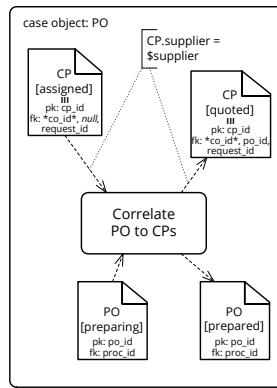 case object: PO
CP.supplier =
$supplier
CP
[assigned]
pk: cp_id
fk: *co_id*, null,
request_id
CP
[quoted]
pk: cp_id
fk: *co_id*, po_id,
request_id
Correlate
PO to CPs
PO
[preparing]
pk: po_id
fk: proc_id
PO
[prepared]
pk: po_id
fk: proc_id